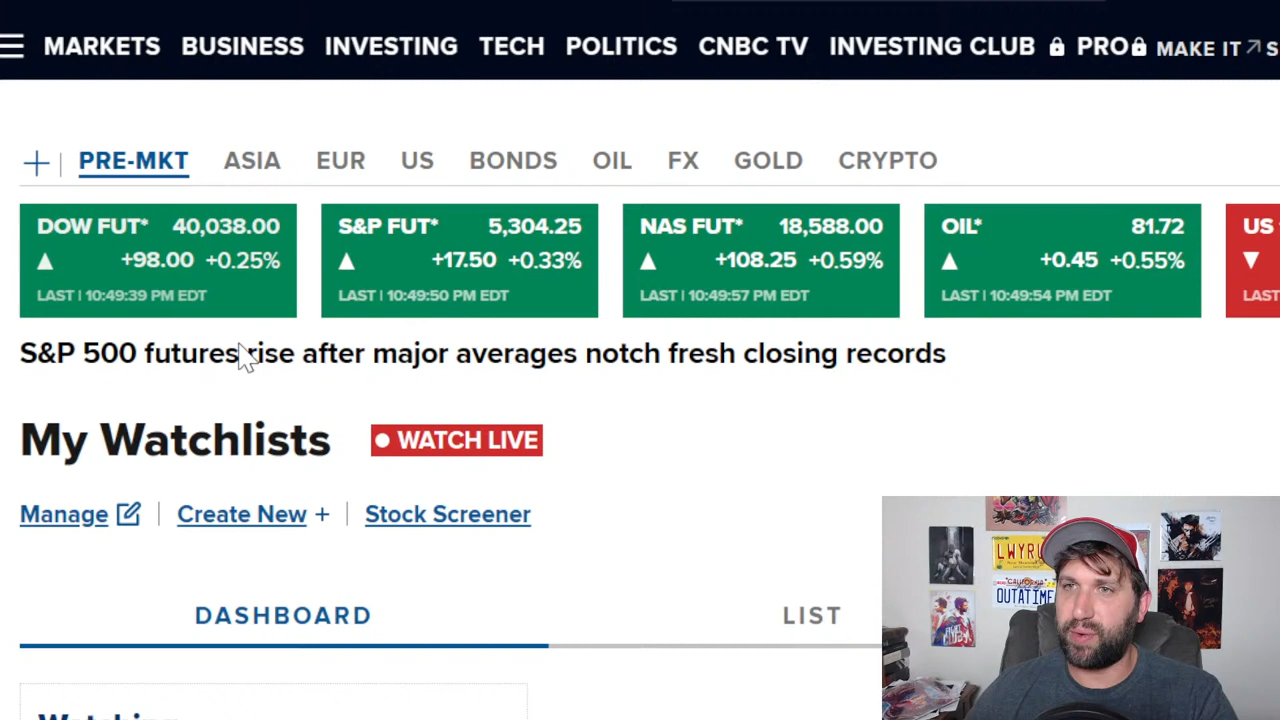 MARKETS BUSINESS INVESTING TECH POLITICS CNBC TV INVESTING CLUB PRO MAKE IT S
PRE-MKT ASIA EUR US BONDS OIL FX GOLD CRYPTO
DOW FUT* 40,038.00
+98.00 +0.25%
LAST | 10:49:39 PM EDT
S&P FUT* 5,304.25
+17.50 +0.33%
LAST | 10:49:50 PM EDT
NAS FUT* 18,588.00
+108.25 +0.59%
LAST | 10:49:57 PM EDT
OIL* 81.72
+0.45 +0.55%
LAST | 10:49:54 PM EDT
US
LAST
S&P 500 futures rise after major averages notch fresh closing records
My Watchlists WATCH LIVE
Manage Create New + Stock Screener
DASHBOARD LIST
Watching
LWYRU
CALIFORNIA
OUTATIME